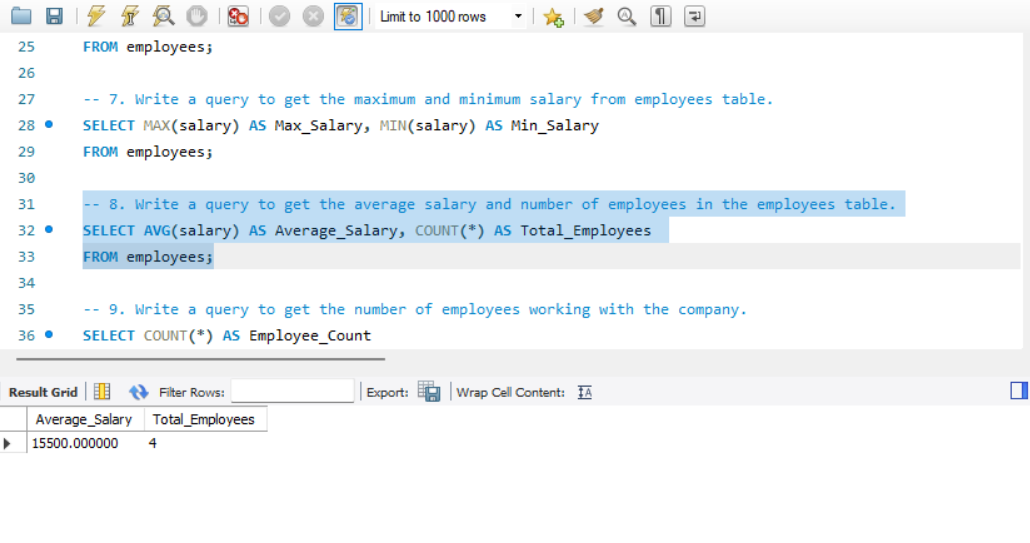 Limit to 1000 rows
25 FROM employees;
26
27 -- 7. Write a query to get the maximum and minimum salary from employees table.
28 SELECT MAX(salary) AS Max_Salary, MIN(salary) AS Min_Salary
29 FROM employees;
30
31 -- 8. Write a query to get the average salary and number of employees in the employees table.
32 SELECT AVG(salary) AS Average_Salary, COUNT(*) AS Total_Employees
33 FROM employees;
34
35 -- 9. Write a query to get the number of employees working with the company.
36 SELECT COUNT(*) AS Employee_Count
Result Grid Filter Rows: Export: Wrap Cell Content:
Average_Salary Total_Employees
15500.000000 4